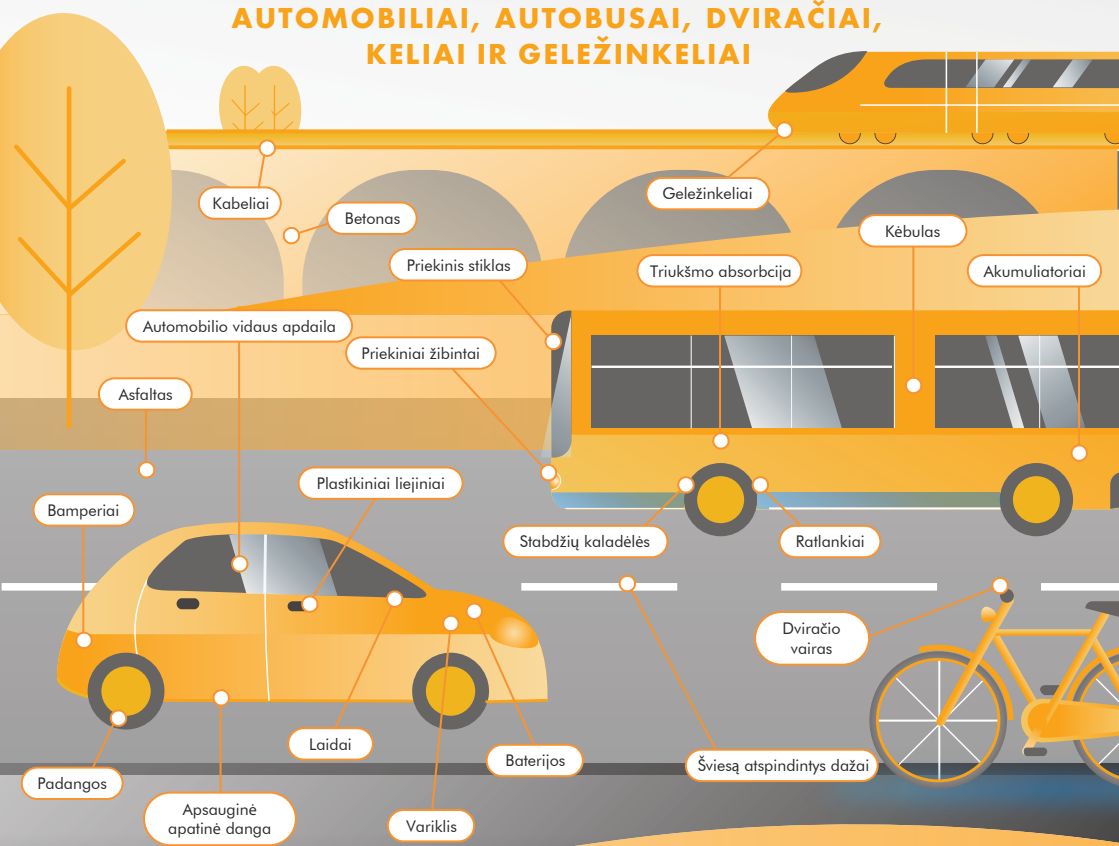 AUTOMOBILIAI, AUTOBUSAI, DVIRAČIAI,
KELIAI IR GELEŽINKELIAI
Geležinkeliai
Kabeliai
Betonas
Kėbulas
Priekinis stiklas
Triukšmo absorbcija
Akumuliatoriai
Automobilio vidaus apdaila
Priekiniai žibintai
Asfaltas
Plastikiniai liejiniai
Bamperiai
Stabdžių kaladėlės
Ratlankiai
Dviračio
vairas
Laidai
Baterijos
Šviesą atspindintys dažai
Padangos
Apsauginė
apatinė danga
Variklis